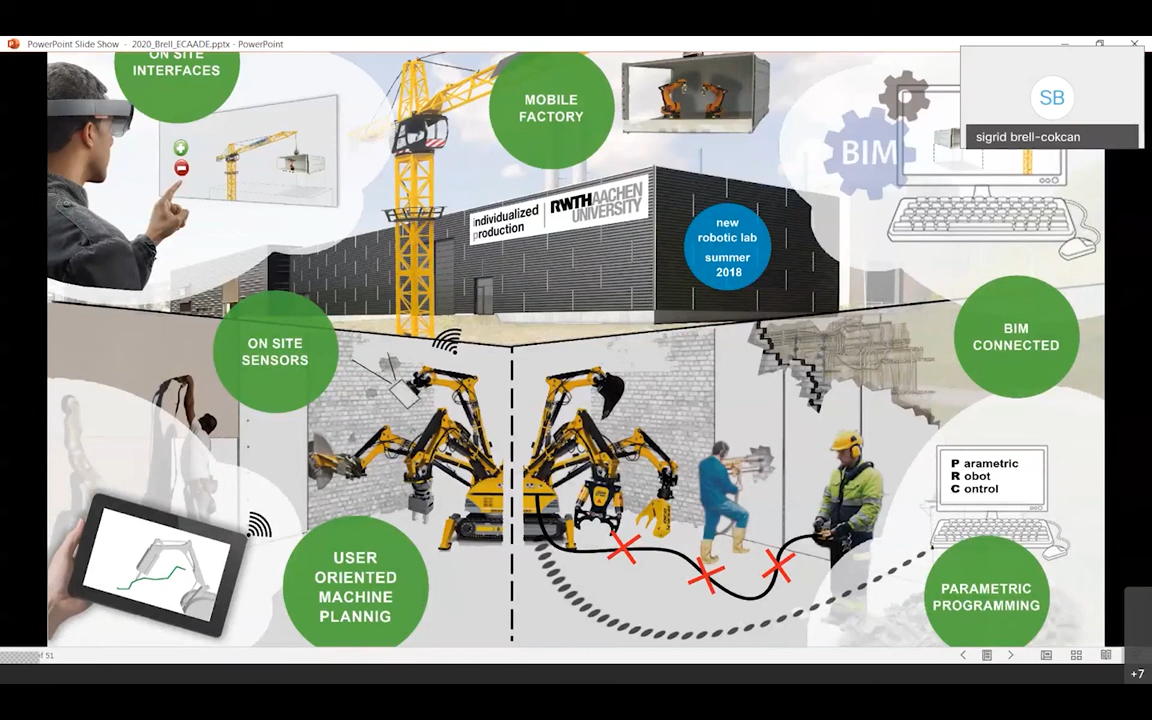 PowerPoint Slide Show - 2020_Brell_ECAADE.pptx - PowerPoint
ON SITE
INTERFACES
MOBILE
FACTORY
BIM
SB
sigrid brell-cokcan
individualized
production
RWTHAACHEN
UNIVERSITY
new
robotic lab
summer
2018
ON SITE
SENSORS
BIM
CONNECTED
P arametric
R obot
C ontrol
USER
ORIENTED
MACHINE
PLANNIG
PARAMETRIC
PROGRAMMING
of 51
+7